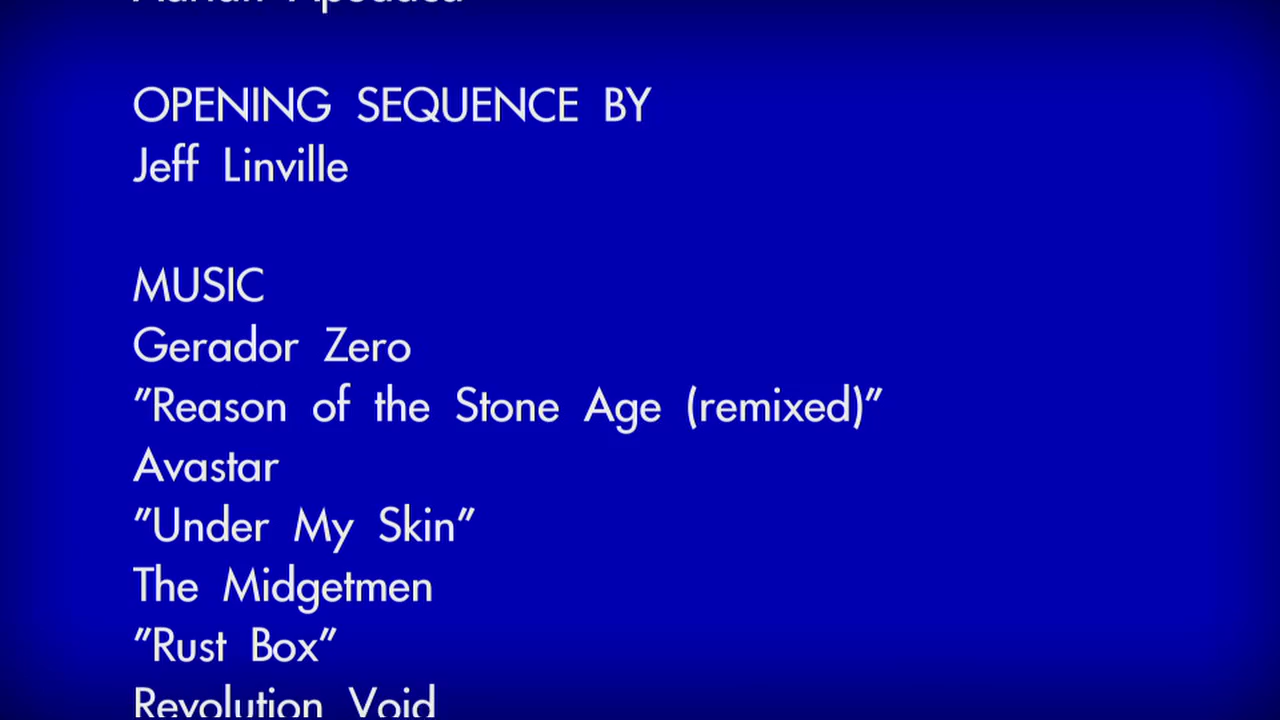 OPENING SEQUENCE BY
Jeff Linville
MUSIC
Gerador Zero
"Reason of the Stone Age (remixed)"
Avastar
"Under My Skin"
The Midgetmen
"Rust Box"
Revolution Void